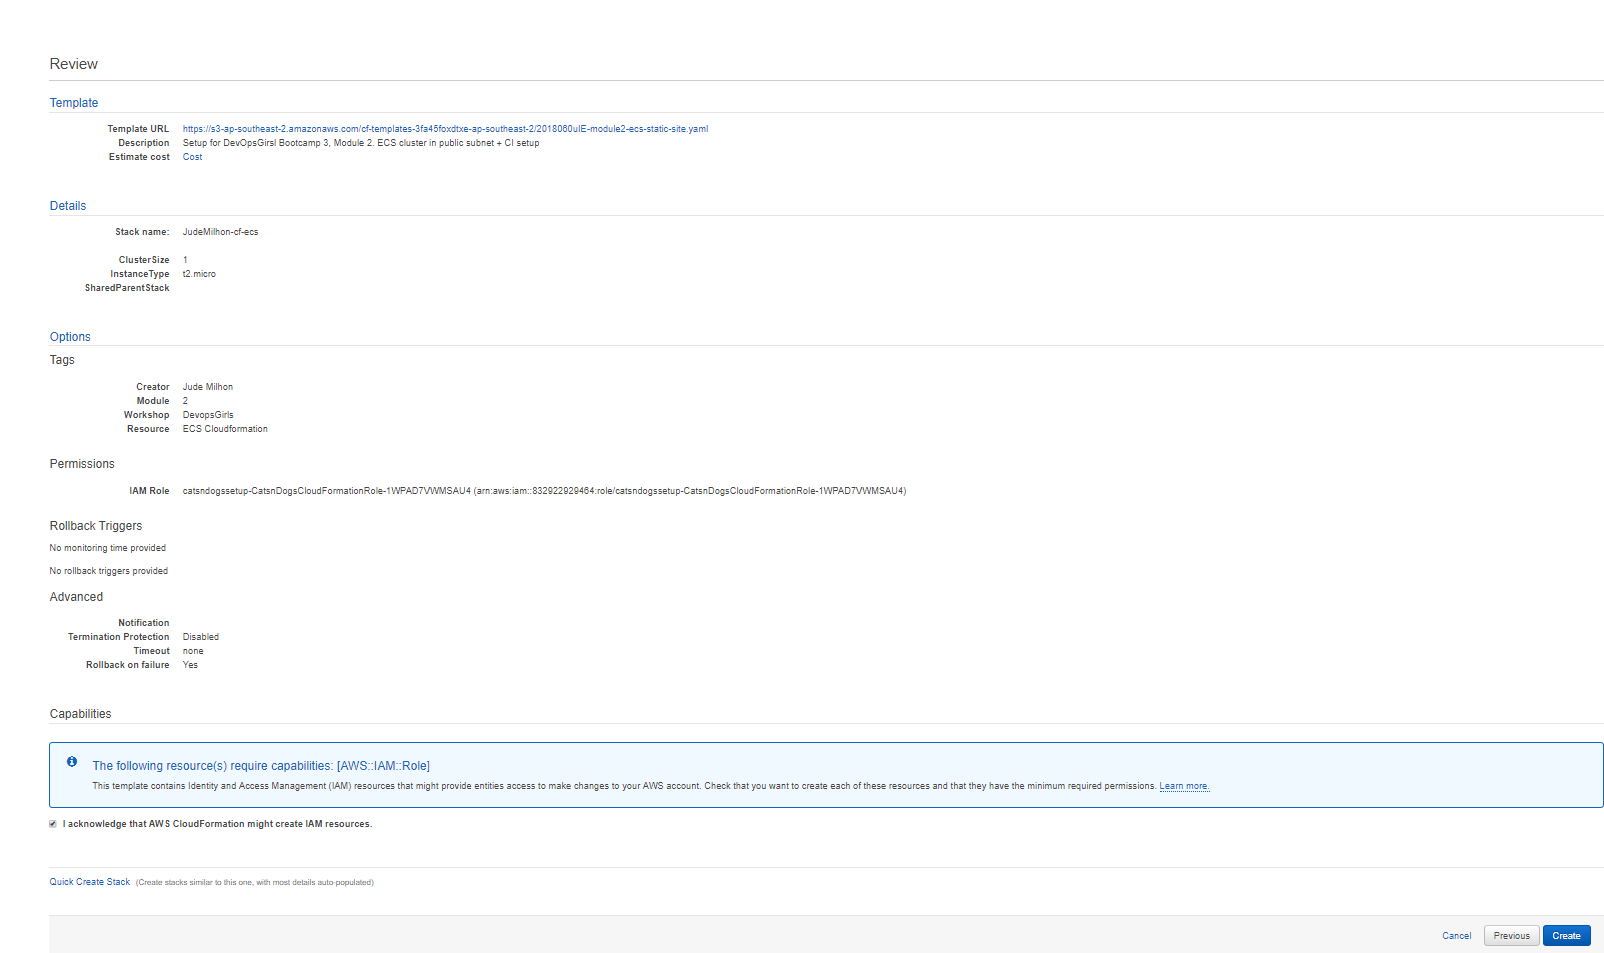 Review
Template
Template URL https://s3-ap-southeast-2.amazonaws.com/cf-templates-3fa45foxdtxe-ap-southeast-2/2018060uIE-module2-ecs-static-site.yaml
Description Setup for DevOpsGirsl Bootcamp 3, Module 2. ECS cluster in public subnet + CI setup
Estimate cost Cost
Details
Stack name: JudeMilhon-cf-ecs
ClusterSize 1
InstanceType t2.micro
SharedParentStack
Options
Tags
Creator Jude Milhon
Module 2
Workshop DevopsGirls
Resource ECS Cloudformation
Permissions
IAM Role catsndogssetup-CatsnDogsCloudFormationRole-1WPAD7VWMSAU4 (arn:aws:iam::832922929464:role/catsndogssetup-CatsnDogsCloudFormationRole-1WPAD7VWMSAU4)
Rollback Triggers
No monitoring time provided
No rollback triggers provided
Advanced
Notification
Termination Protection Disabled
Timeout none
Rollback on failure Yes
Capabilities
The following resource(s) require capabilities: [AWS::IAM::Role]
This template contains Identity and Access Management (IAM) resources that might provide entities access to make changes to your AWS account. Check that you want to create each of these resources and that they have the minimum required permissions. Learn more.
I acknowledge that AWS CloudFormation might create IAM resources.
Quick Create Stack (Create stacks similar to this one, with most details auto-populated)
Cancel Previous Create